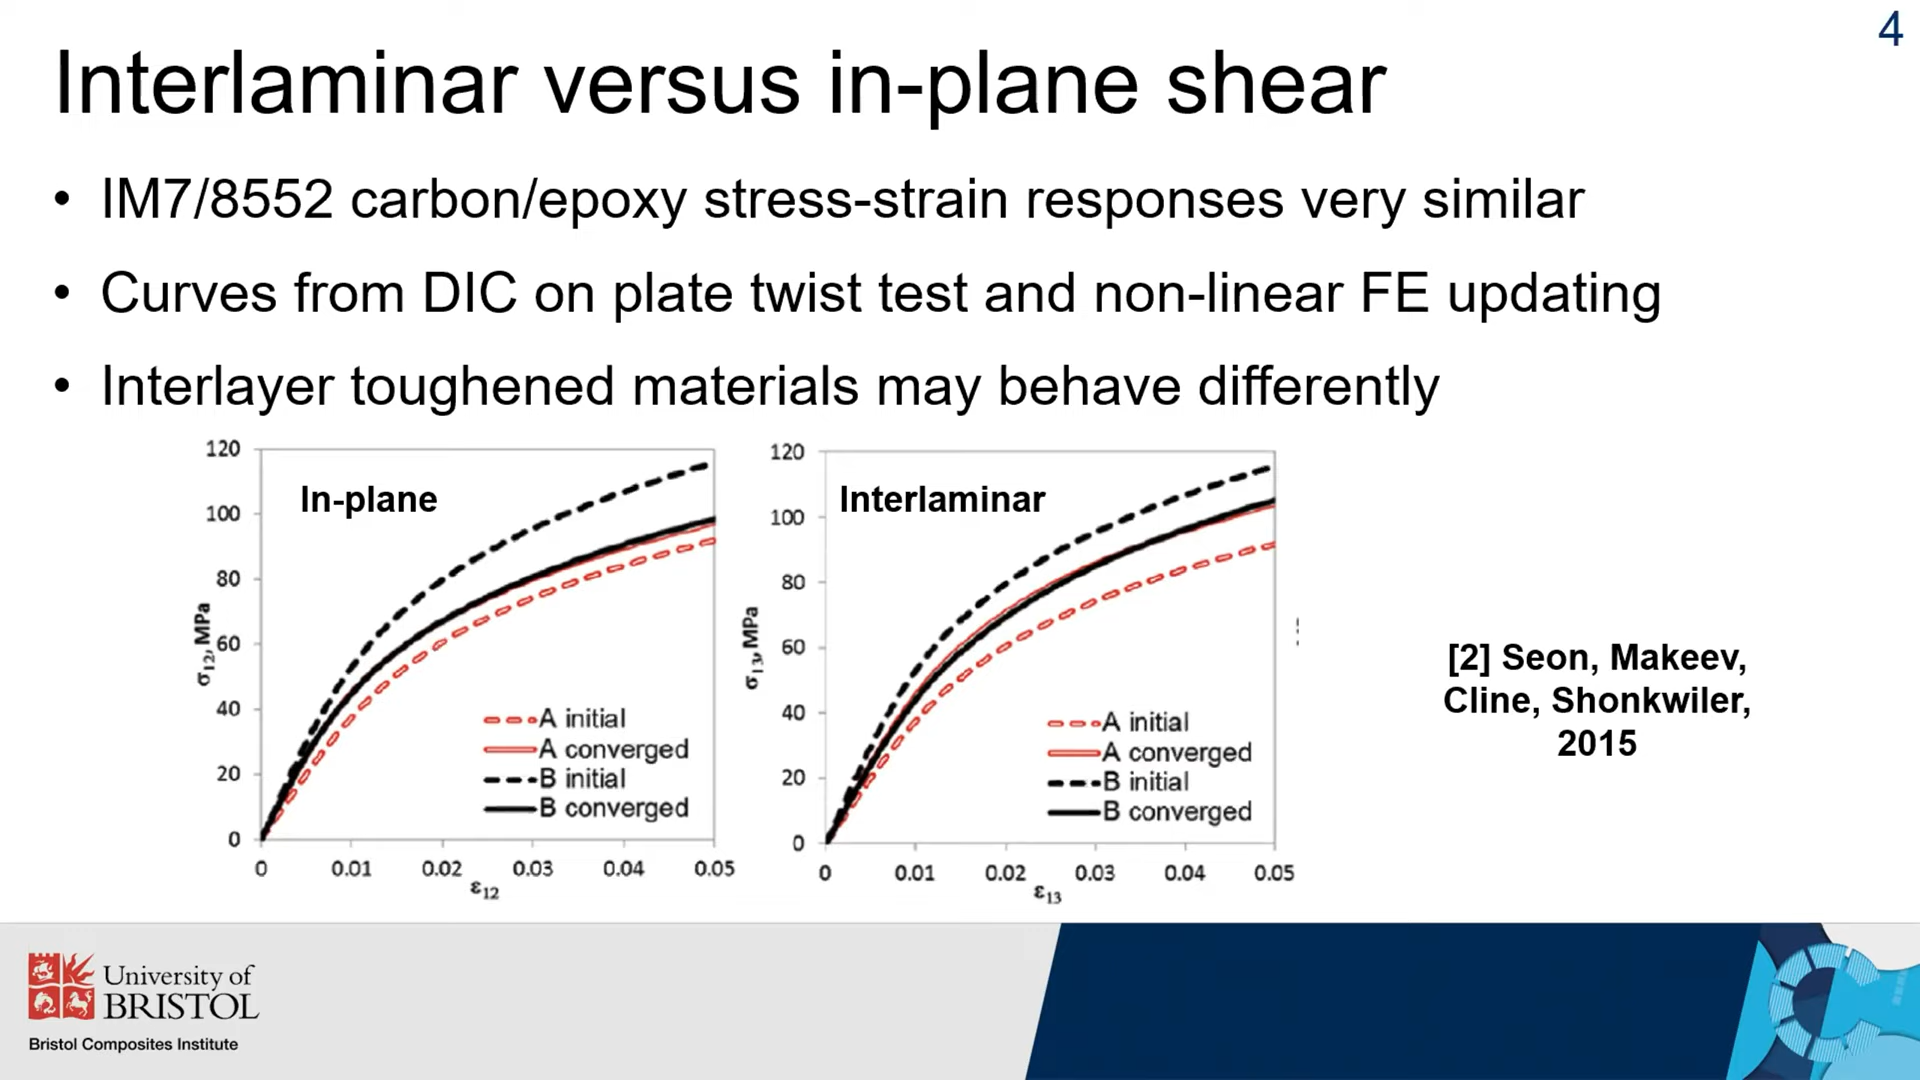 4
Interlaminar versus in-plane shear
• IM7/8552 carbon/epoxy stress-strain responses very similar
• Curves from DIC on plate twist test and non-linear FE updating
• Interlayer toughened materials may behave differently
120
100
80
60
40
20
0
σ12, MPa
In-plane
A initial
A converged
B initial
B converged
0 0.01 0.02 0.03 0.04 0.05
ε12
120
100
80
60
40
20
0
σ13, MPa
Interlaminar
A initial
A converged
B initial
B converged
0 0.01 0.02 0.03 0.04 0.05
ε13
[2] Seon, Makeev,
Cline, Shonkwiler,
2015
University of
BRISTOL
Bristol Composites Institute